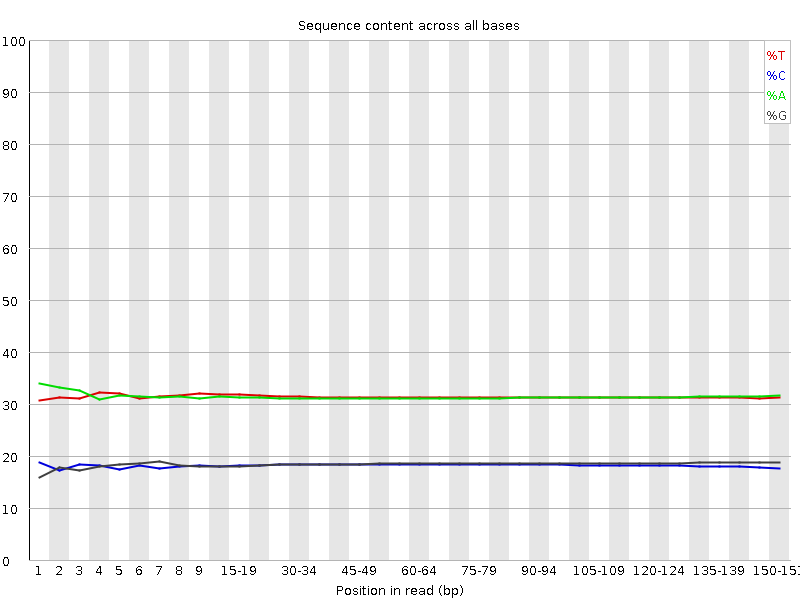 Sequence content across all bases
100
90
80
70
60
50
40
30
20
10
0
%T
%C
%A
%G
1 2 3 4 5 6 7 8 9 15-19 30-34 45-49 60-64 75-79 90-94 105-109 120-124 135-139 150-151
Position in read (bp)